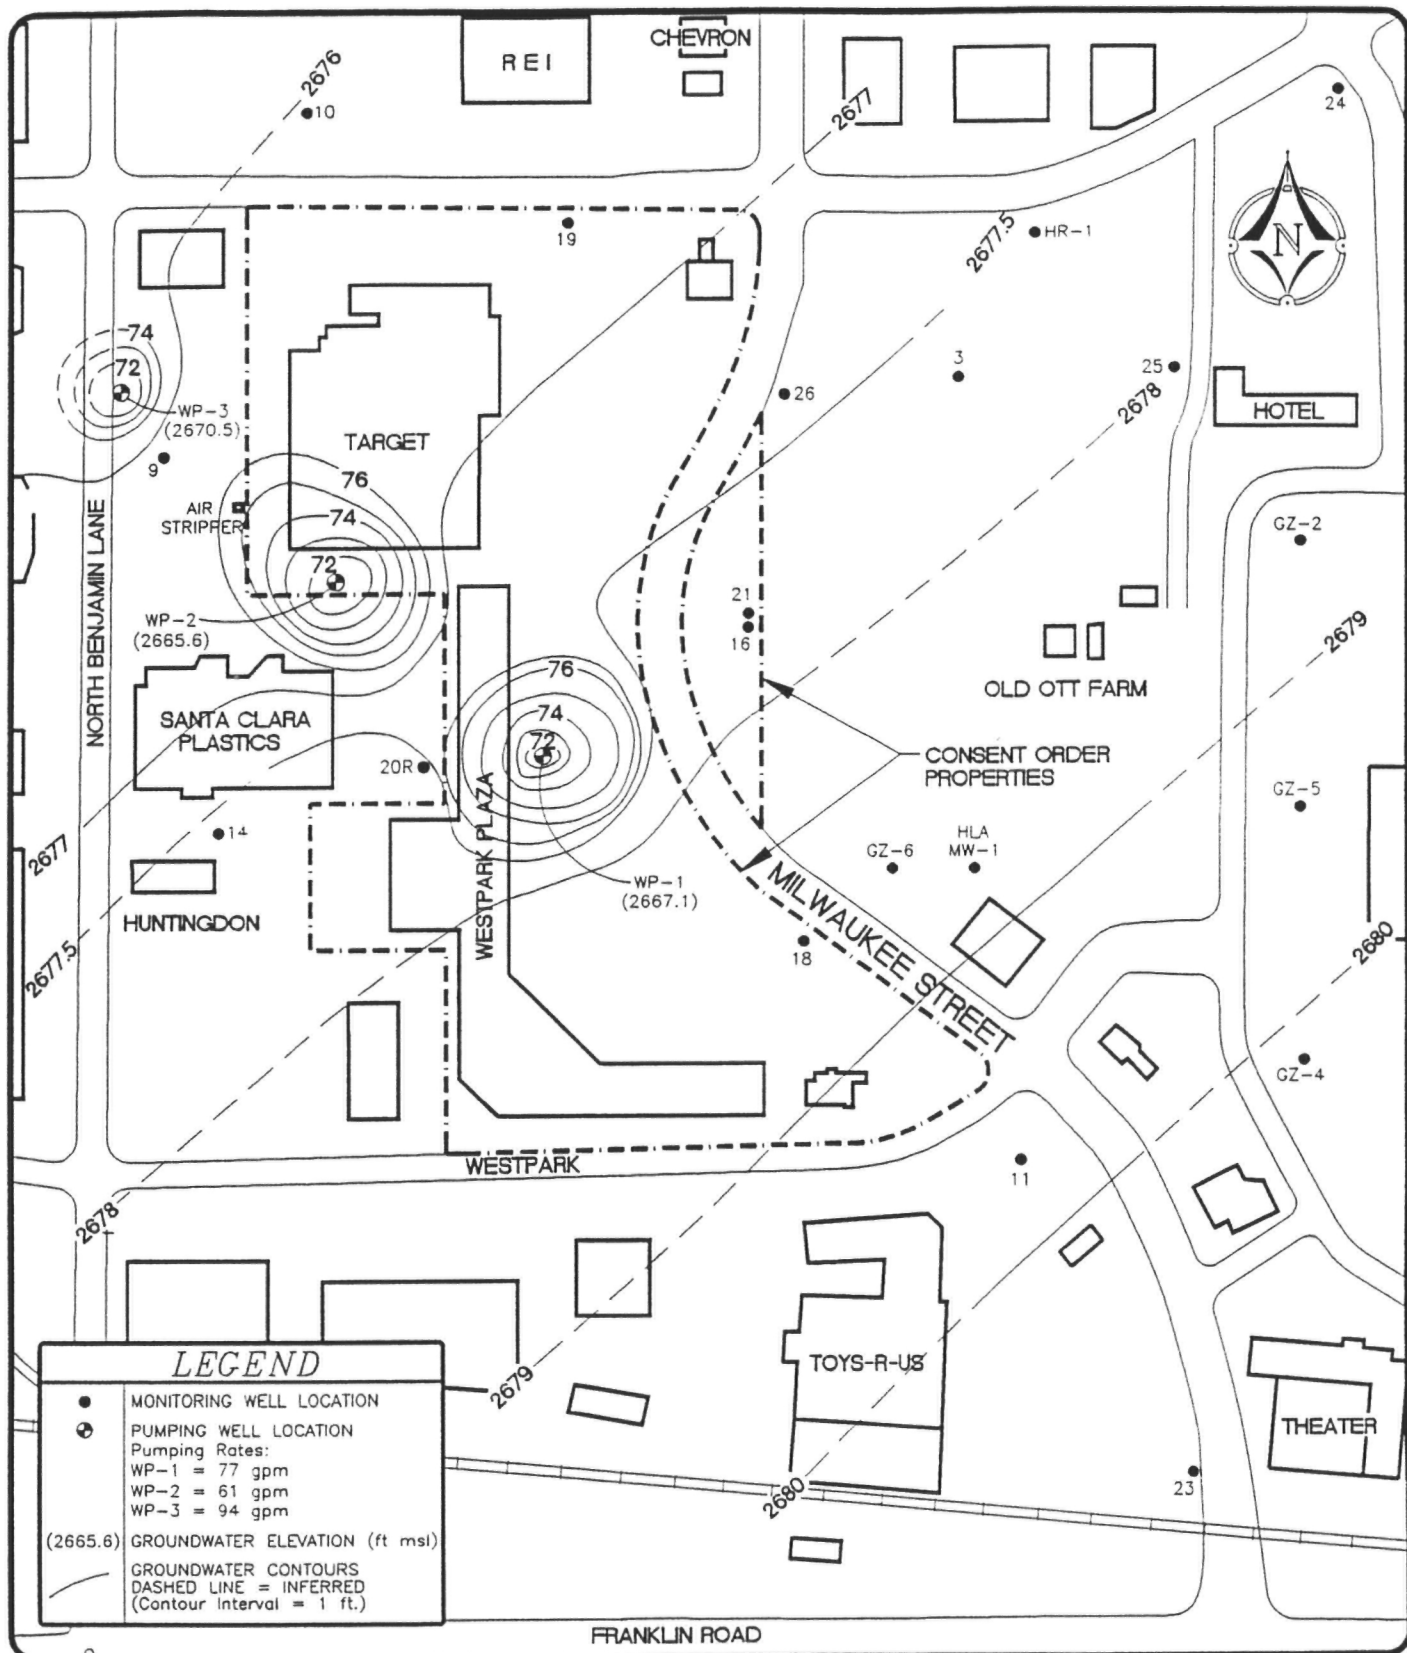 CHEVRON
REI
2676
10
2677
24
19
2677.5
HR-1
N
74
72
WP-3
(2670.5)
9
TARGET
26
3
25
2678
HOTEL
76
AIR
STRIPPER
74
GZ-2
72
WP-2
(2665.6)
NORTH BENJAMIN LANE
21
16
2679
OLD OTT FARM
76
SANTA CLARA
PLASTICS
74
72
20R
CONSENT ORDER
PROPERTIES
WESTPARK PLAZA
GZ-5
14
2677
HUNTINGDON
WP-1
(2667.1)
GZ-6
HLA
MW-1
MILWAUKEE STREET
18
2680
2677.5
GZ-4
WESTPARK
11
2678
TOYS-R-US
2679
THEATER
2680
23
LEGEND
MONITORING WELL LOCATION
PUMPING WELL LOCATION
Pumping Rates:
WP-1 = 77 gpm
WP-2 = 61 gpm
WP-3 = 94 gpm
(2665.6) GROUNDWATER ELEVATION (ft msl)
GROUNDWATER CONTOURS
DASHED LINE = INFERRED
(Contour Interval = 1 ft.)
FRANKLIN ROAD